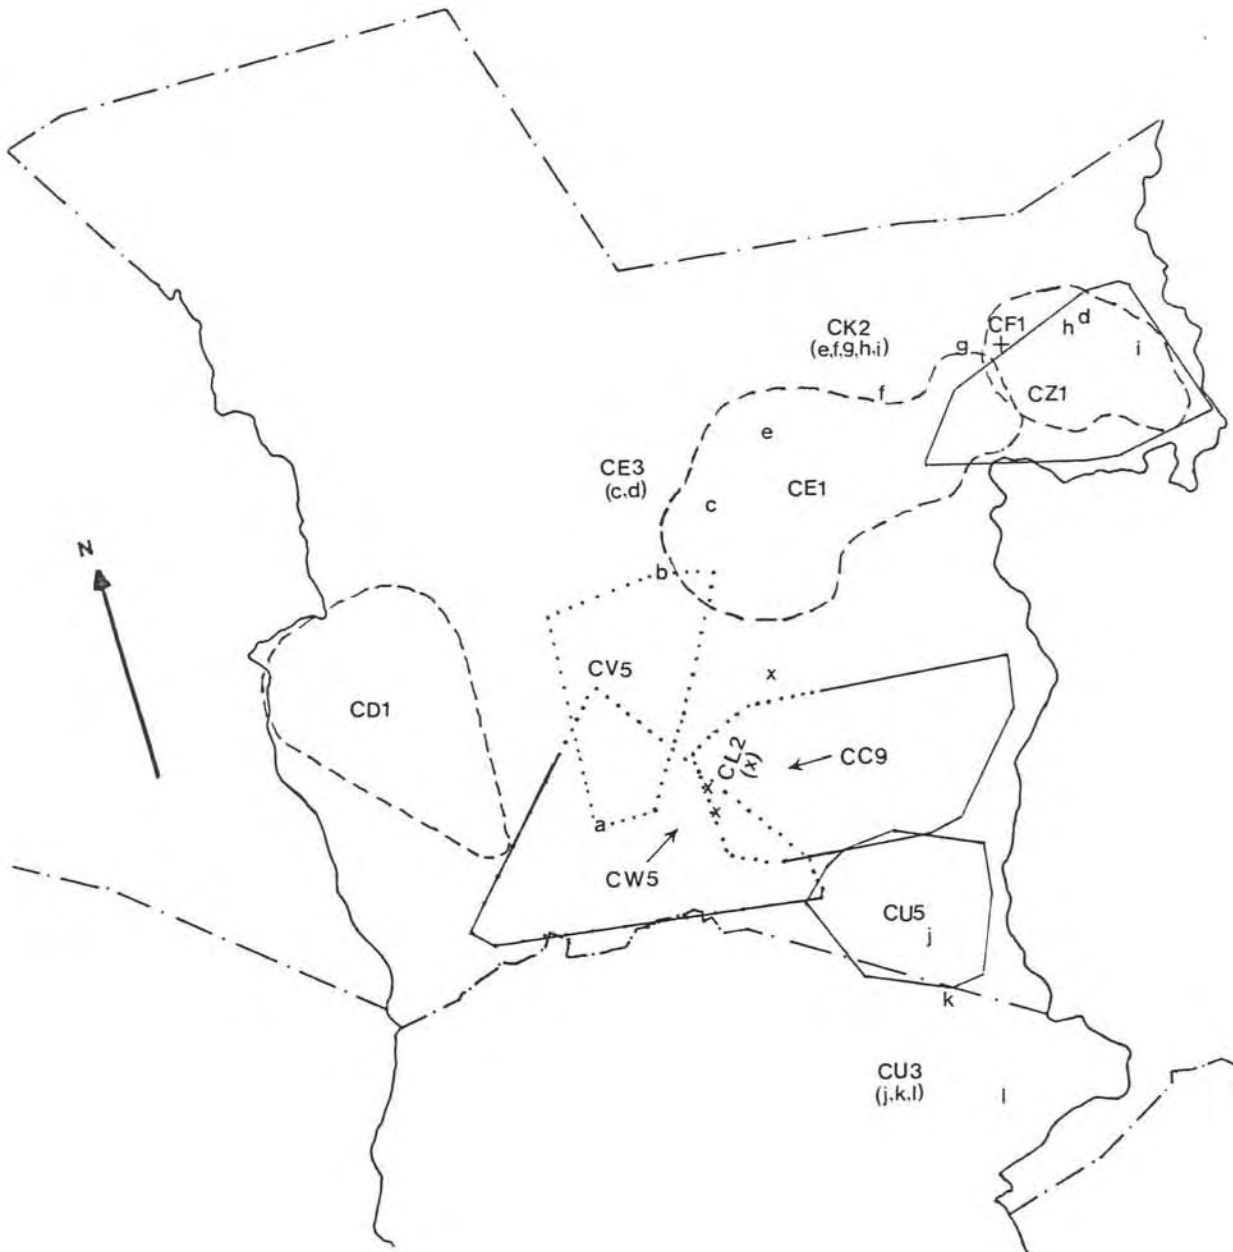 CF1
h d
CK2
(e,f,g,h,i)
g
i
f
CZ1
e
CE3
(c,d)
CE1
c
N
b
CV5
x
CD1
CL2
(x)
CC9
x
x
a
CW5
CU5
j
k
CU3
(j,k,l)
l